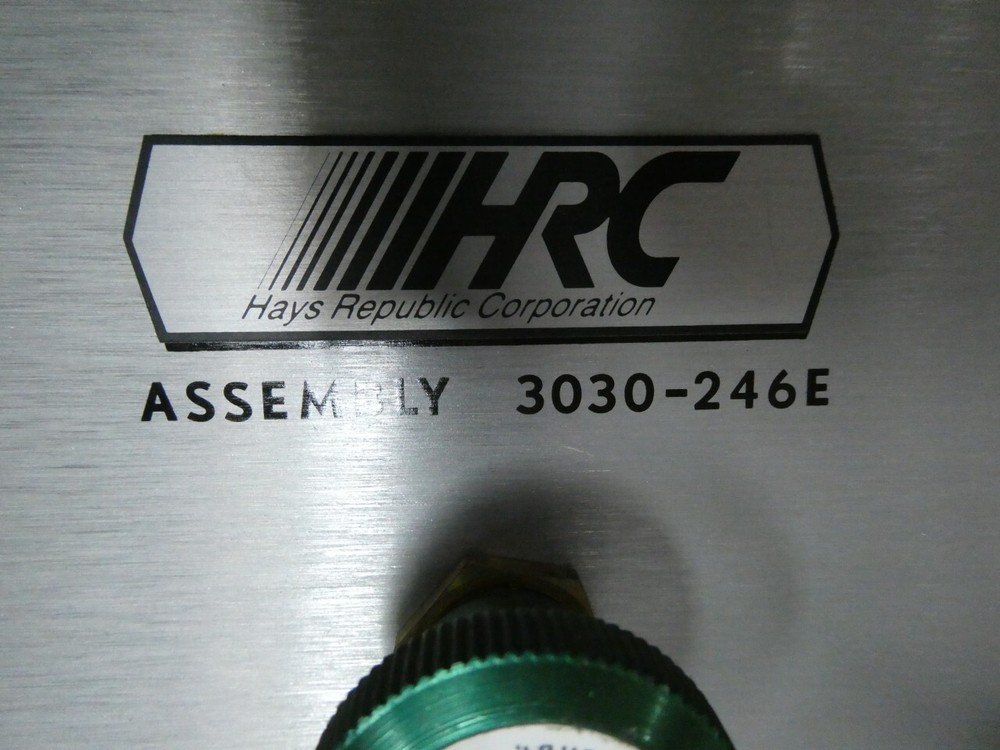 HRC
Hays Republic Corporation
ASSEMBLY 3030-246E